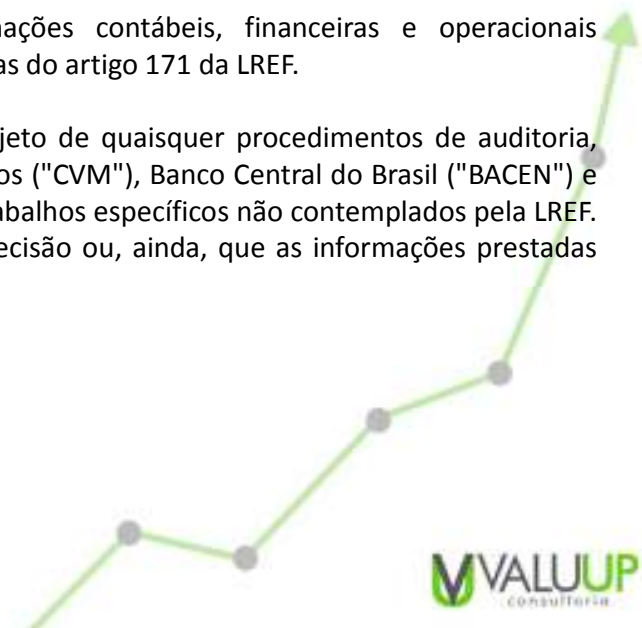 ações contábeis, financeiras e operacionais
as do artigo 171 da LREF.
jeto de quaisquer procedimentos de auditoria,
os ("CVM"), Banco Central do Brasil ("BACEN") e
abalhos específicos não contemplados pela LREF.
ecisão ou, ainda, que as informações prestadas
VALUUP
consultoria